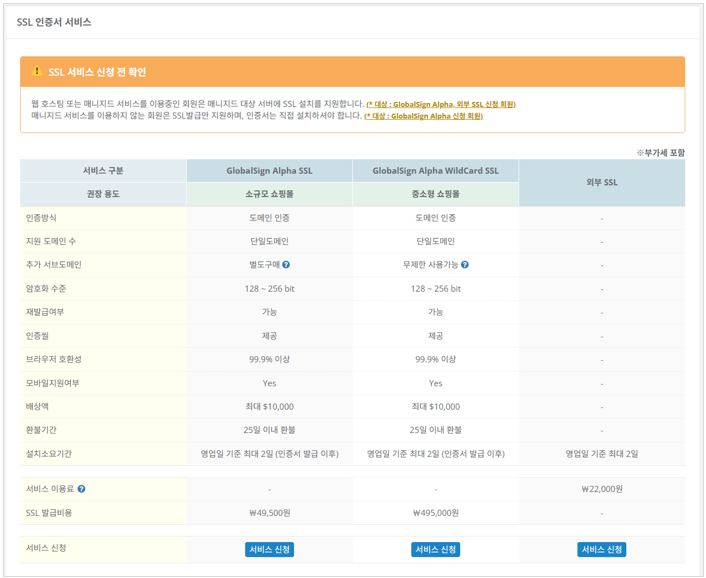 SSL 인증서 서비스
SSL 서비스 신청 전 확인
웹 호스팅 또는 매니지드 서비스를 이용중인 회원은 매니지드 대상 서버에 SSL 설치를 지원합니다. (* 대상 : GlobalSign Alpha, 외부 SSL 신청 회원)
매니지드 서비스를 이용하지 않는 회원은 SSL발급만 지원하며, 인증서는 직접 설치하셔야 합니다. (* 대상 : GlobalSign Alpha 신청 회원)
※부가세 포함
서비스 구분 GlobalSign Alpha SSL GlobalSign Alpha WildCard SSL 외부 SSL
권장 용도 소규모 쇼핑몰 중소형 쇼핑몰
인증방식 도메인 인증 도메인 인증 -
지원 도메인 수 단일도메인 단일도메인 -
추가 서브도메인 별도구매 ? 무제한 사용가능 ? -
암호화 수준 128 ~ 256 bit 128 ~ 256 bit -
재발급여부 가능 가능 -
인증씰 제공 제공 -
브라우저 호환성 99.9% 이상 99.9% 이상 -
모바일지원여부 Yes Yes -
배상액 최대 $10,000 최대 $10,000 -
환불기간 25일 이내 환불 25일 이내 환불 -
설치소요기간 영업일 기준 최대 2일 (인증서 발급 이후) 영업일 기준 최대 2일 (인증서 발급 이후) 영업일 기준 최대 2일
서비스 이용료 ? - - ₩22,000원
SSL 발급비용 ₩49,500원 ₩495,000원 -
서비스 신청 서비스 신청 서비스 신청 서비스 신청